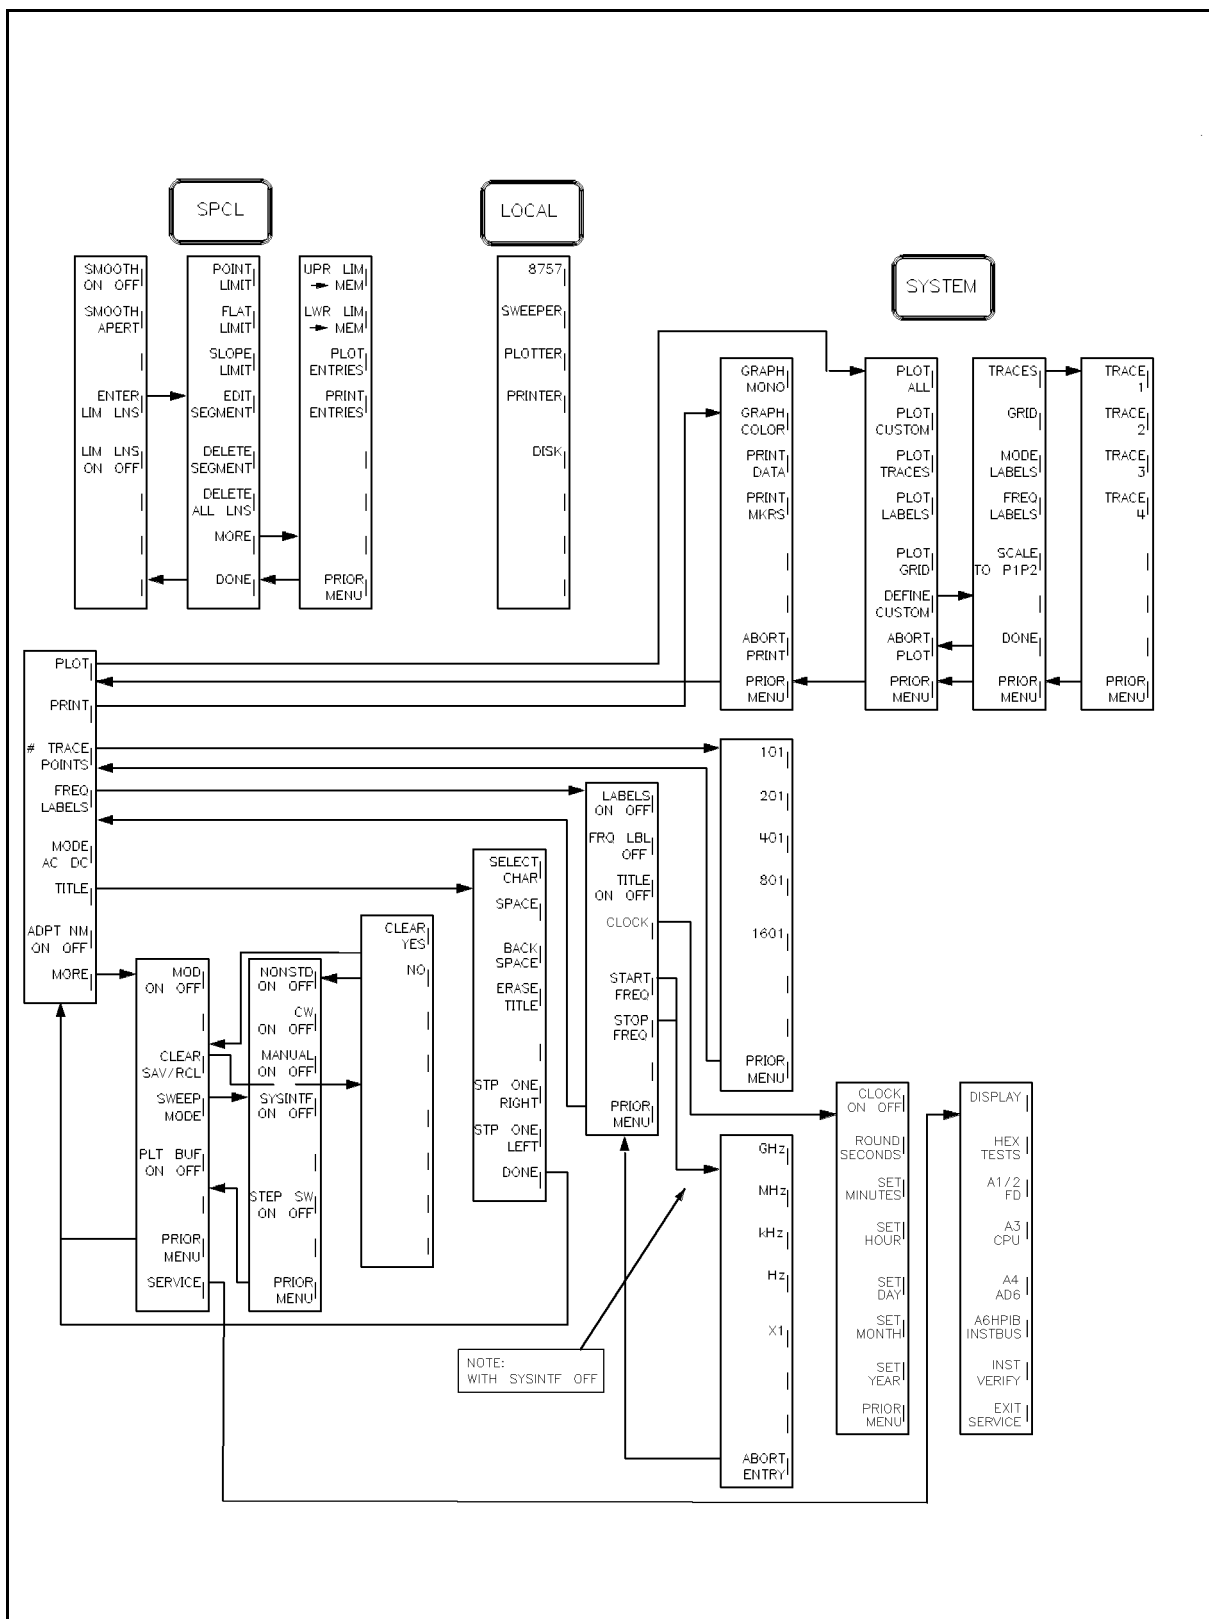 SPCL
LOCAL
SYSTEM
SMOOTH
ON OFF
SMOOTH
APERT
ENTER
LIM LNS
LIM LNS
ON OFF
POINT
LIMIT
FLAT
LIMIT
SLOPE
LIMIT
EDIT
SEGMENT
DELETE
SEGMENT
DELETE
ALL LNS
MORE
DONE
UPR LIM
→ MEM
LWR LIM
→ MEM
PLOT
ENTRIES
PRINT
ENTRIES
PRIOR
MENU
8757
SWEEPER
PLOTTER
PRINTER
DISK
GRAPH
MONO
GRAPH
COLOR
PRINT
DATA
PRINT
MKRS
ABORT
PRINT
PRIOR
MENU
PLOT
ALL
PLOT
CUSTOM
PLOT
TRACES
PLOT
LABELS
PLOT
GRID
DEFINE
CUSTOM
ABORT
PLOT
PRIOR
MENU
TRACES
GRID
MODE
LABELS
FREQ
LABELS
SCALE
TO P1P2
DONE
PRIOR
MENU
TRACE
1
TRACE
2
TRACE
3
TRACE
4
PRIOR
MENU
PLOT
PRINT
# TRACE
POINTS
FREQ
LABELS
MODE
AC DC
TITLE
ADPT NM
ON OFF
MORE
MOD
ON OFF
CLEAR
SAV/RCL
SWEEP
MODE
PLT BUF
ON OFF
PRIOR
MENU
SERVICE
NONSTD
ON OFF
CW
ON OFF
MANUAL
ON OFF
SYSINTF
ON OFF
STEP SW
ON OFF
PRIOR
MENU
CLEAR
YES
NO
SELECT
CHAR
SPACE
BACK
SPACE
ERASE
TITLE
STP ONE
RIGHT
STP ONE
LEFT
DONE
LABELS
ON OFF
FRQ LBL
OFF
TITLE
ON OFF
CLOCK
START
FREQ
STOP
FREQ
PRIOR
MENU
101
201
401
801
1601
PRIOR
MENU
GHz
MHz
kHz
Hz
X1
ABORT
ENTRY
CLOCK
ON OFF
ROUND
SECONDS
SET
MINUTES
SET
HOUR
SET
DAY
SET
MONTH
SET
YEAR
PRIOR
MENU
DISPLAY
HEX
TESTS
A1/2
FD
A3
CPU
A4
AD6
A6HPIB
INSTBUS
INST
VERIFY
EXIT
SERVICE
NOTE:
WITH SYSINTF OFF